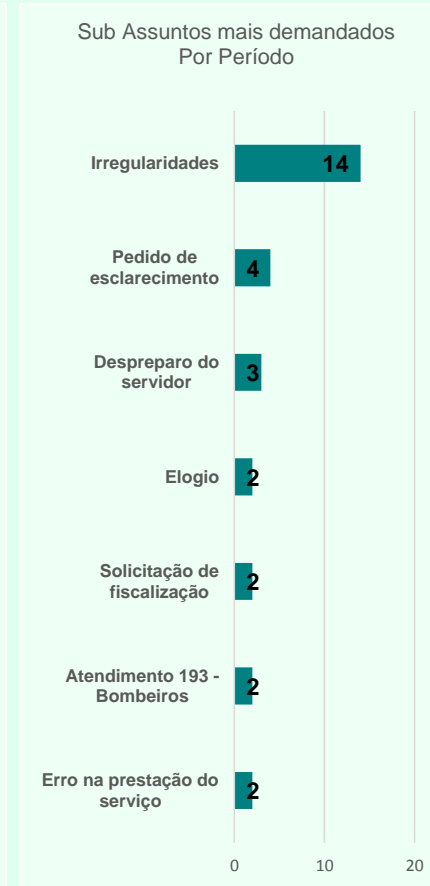 Sub Assuntos mais demandados
Por Período
Irregularidades
14
Pedido de
esclarecimento
4
Despreparo do
servidor
3
Elogio
2
Solicitação de
fiscalização
2
Atendimento 193 -
Bombeiros
2
Erro na prestação do
serviço
2
0 10 20